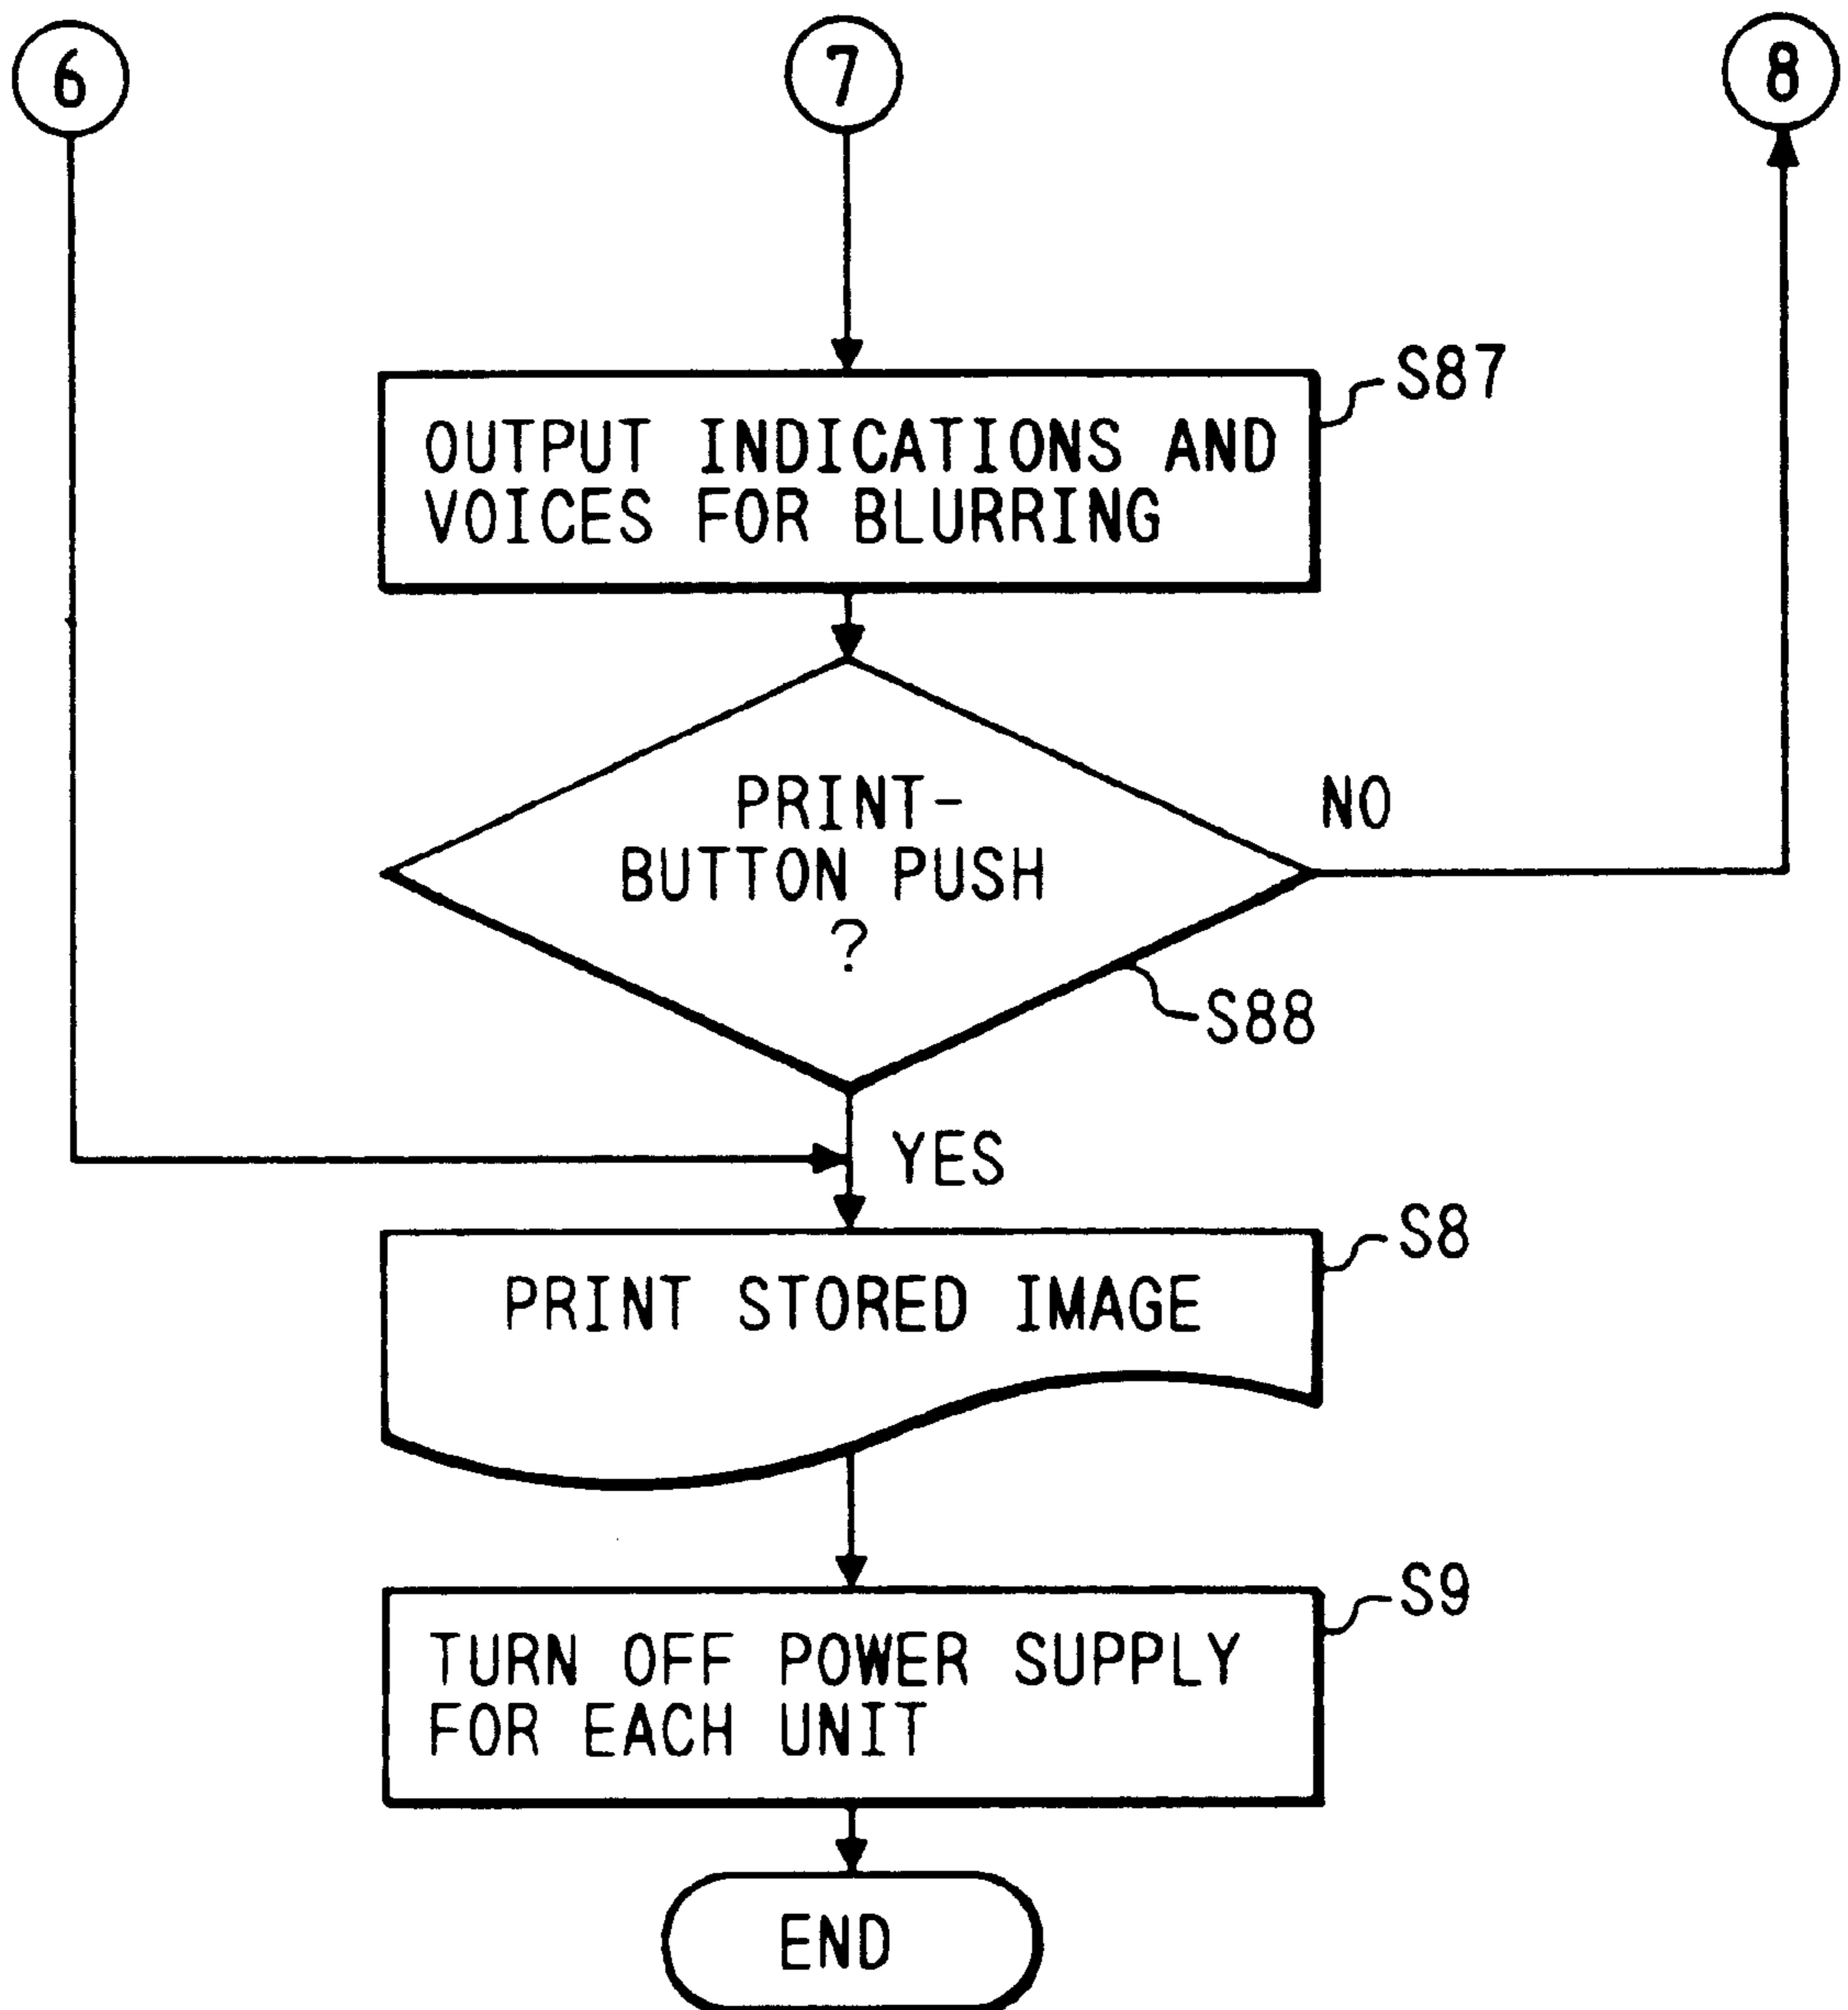 6
7
8
S87
OUTPUT INDICATIONS AND
VOICES FOR BLURRING
PRINT-
BUTTON PUSH
?
NO
S88
YES
S8
PRINT STORED IMAGE
S9
TURN OFF POWER SUPPLY
FOR EACH UNIT
END